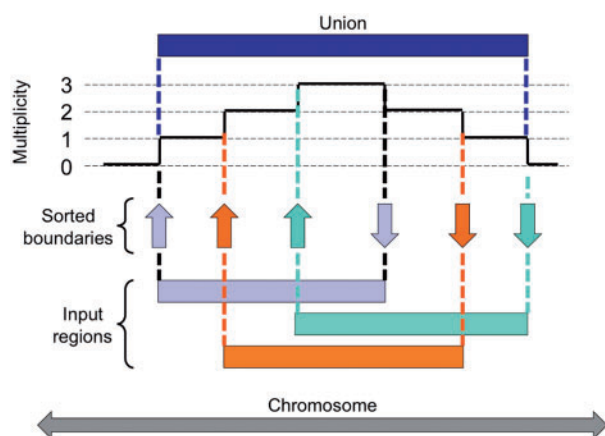 Union
Multiplicity
3
2
1
0
Sorted
boundaries
Input
regions
Chromosome